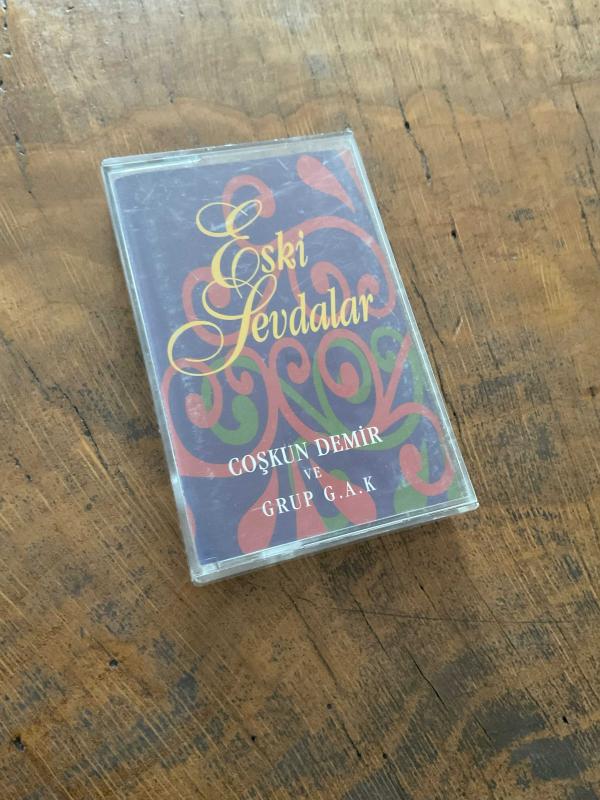 Eski
Sevdalar
COŞKUN DEMİR
VE
GRUP G.A.K